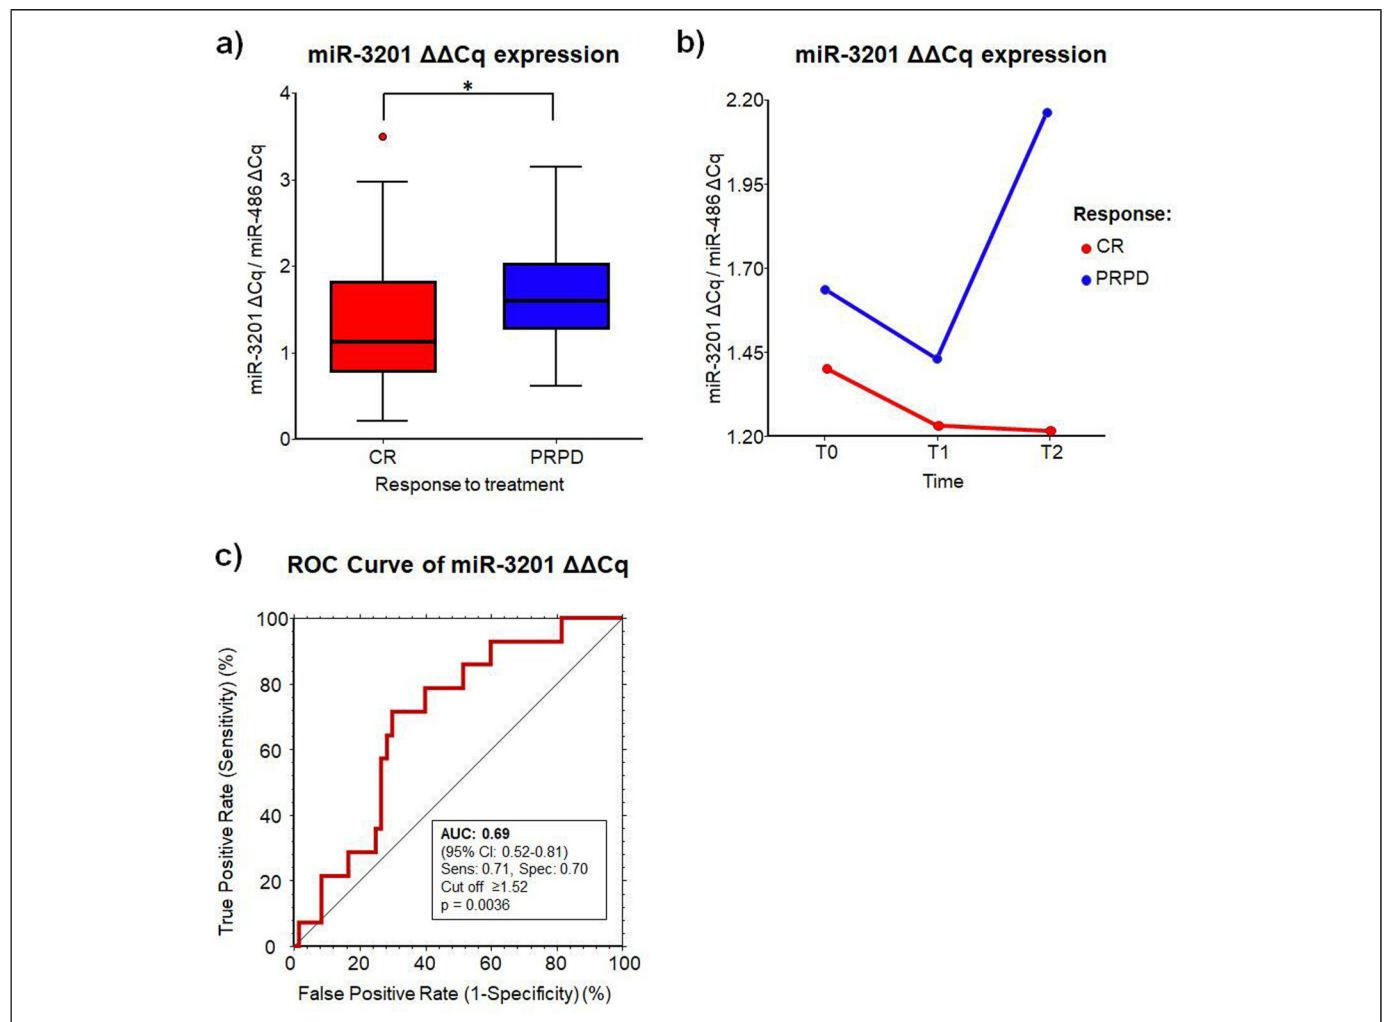 a)
miR-3201 ΔΔCq expression
*
miR-3201 ΔCq / miR-486 ΔCq
4
3
2
1
0
CR
PRPD
Response to treatment
b)
miR-3201 ΔΔCq expression
miR-3201 ΔCq / miR-486 ΔCq
2.20
1.95
1.70
1.45
1.20
T0
T1
T2
Time
Response:
CR
PRPD
c)
ROC Curve of miR-3201 ΔΔCq
True Positive Rate (Sensitivity) (%)
100
80
60
40
20
0
AUC: 0.69
(95% CI: 0.52-0.81)
Sens: 0.71, Spec: 0.70
Cut off ≥1.52
p = 0.0036
0
20
40
60
80
100
False Positive Rate (1-Specificity) (%)